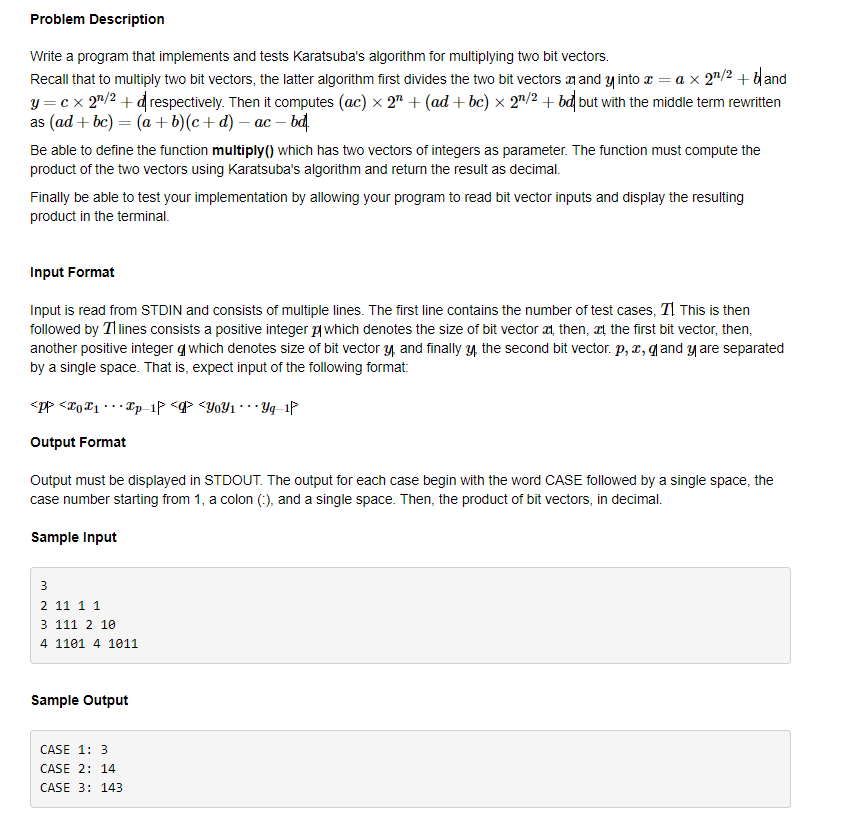 Problem Description
Write a program that implements and tests Karatsuba's algorithm for multiplying two bit vectors.
Recall that to multiply two bit vectors, the latter algorithm first divides the two bit vectors x and y into x = a × 2^{n/2} + b and
y = c × 2^{n/2} + d respectively. Then it computes (ac) × 2^n + (ad + bc) × 2^{n/2} + bd but with the middle term rewritten
as (ad + bc) = (a + b)(c + d) − ac − bd.
Be able to define the function multiply() which has two vectors of integers as parameter. The function must compute the
product of the two vectors using Karatsuba's algorithm and return the result as decimal.
Finally be able to test your implementation by allowing your program to read bit vector inputs and display the resulting
product in the terminal.
Input Format
Input is read from STDIN and consists of multiple lines. The first line contains the number of test cases, T. This is then
followed by T lines consists a positive integer p which denotes the size of bit vector x, then, x, the first bit vector, then,
another positive integer q which denotes size of bit vector y, and finally y, the second bit vector. p, x, q and y are separated
by a single space. That is, expect input of the following format:
<p> <x₀x₁ ⋯ x_{p−1}> <q> <y₀y₁ ⋯ y_{q−1}>
Output Format
Output must be displayed in STDOUT. The output for each case begin with the word CASE followed by a single space, the
case number starting from 1, a colon (:), and a single space. Then, the product of bit vectors, in decimal.
Sample Input
3
2 11 1 1
3 111 2 10
4 1101 4 1011
Sample Output
CASE 1: 3
CASE 2: 14
CASE 3: 143